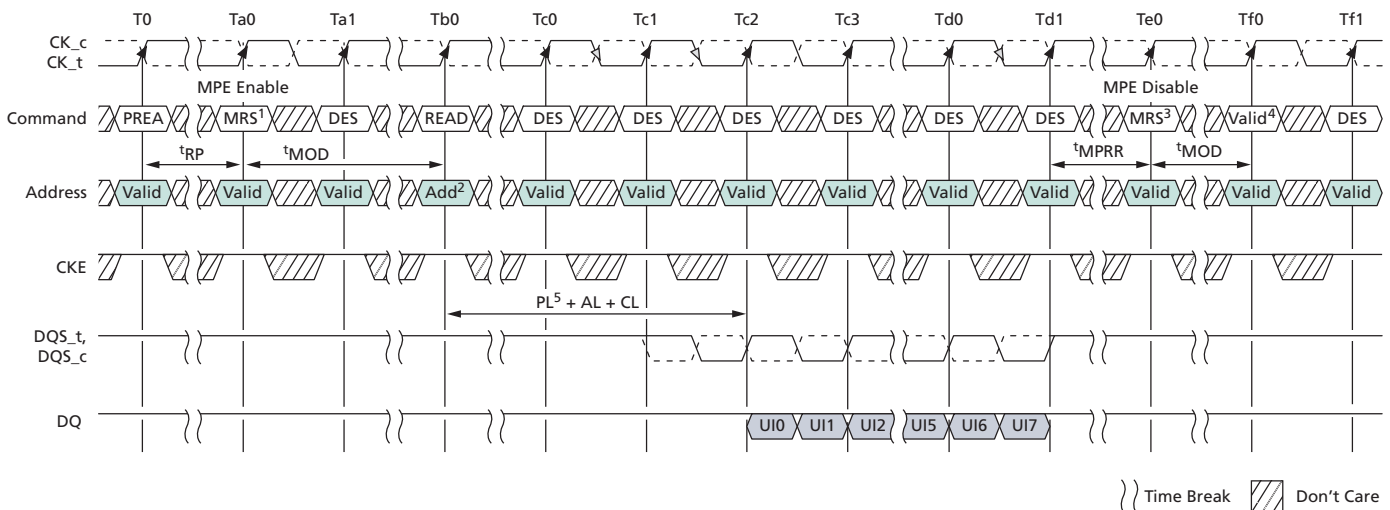 T0 Ta0 Ta1 Tb0 Tc0 Tc1 Tc2 Tc3 Td0 Td1 Te0 Tf0 Tf1
CK_c
CK_t
MPE Enable MPE Disable
Command PREA MRS¹ DES READ DES DES DES DES DES DES MRS³ Valid⁴ DES
tRP tMOD tMPRR tMOD
Address Valid Valid Valid Add² Valid Valid Valid Valid Valid Valid Valid Valid Valid
CKE
PL⁵ + AL + CL
DQS_t,
DQS_c
DQ UI0 UI1 UI2 UI5 UI6 UI7
Time Break Don't Care